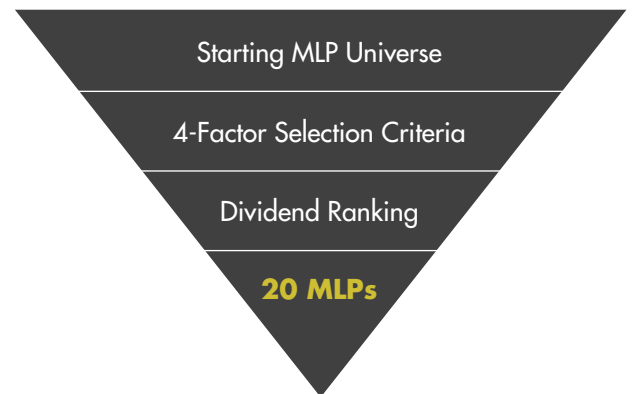 Starting MLP Universe
4-Factor Selection Criteria
Dividend Ranking
20 MLPs